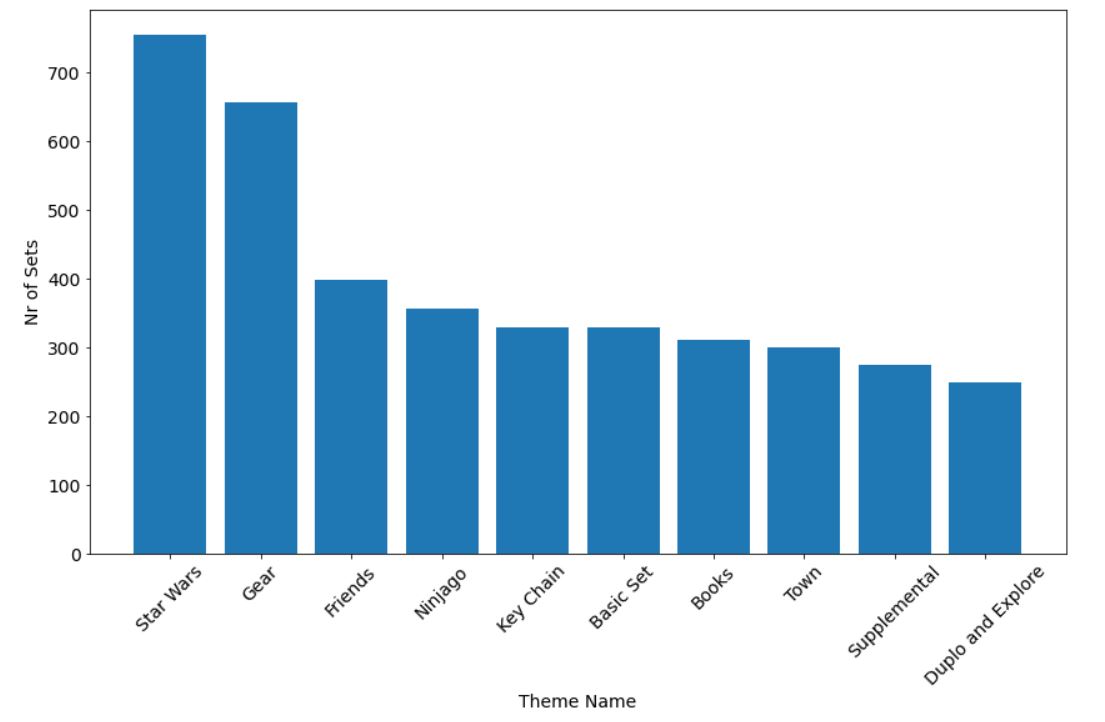 700
600
500
400
300
200
100
0
Nr of Sets
Star Wars
Gear
Friends
Ninjago
Key Chain
Basic Set
Books
Town
Supplemental
Duplo and Explore
Theme Name